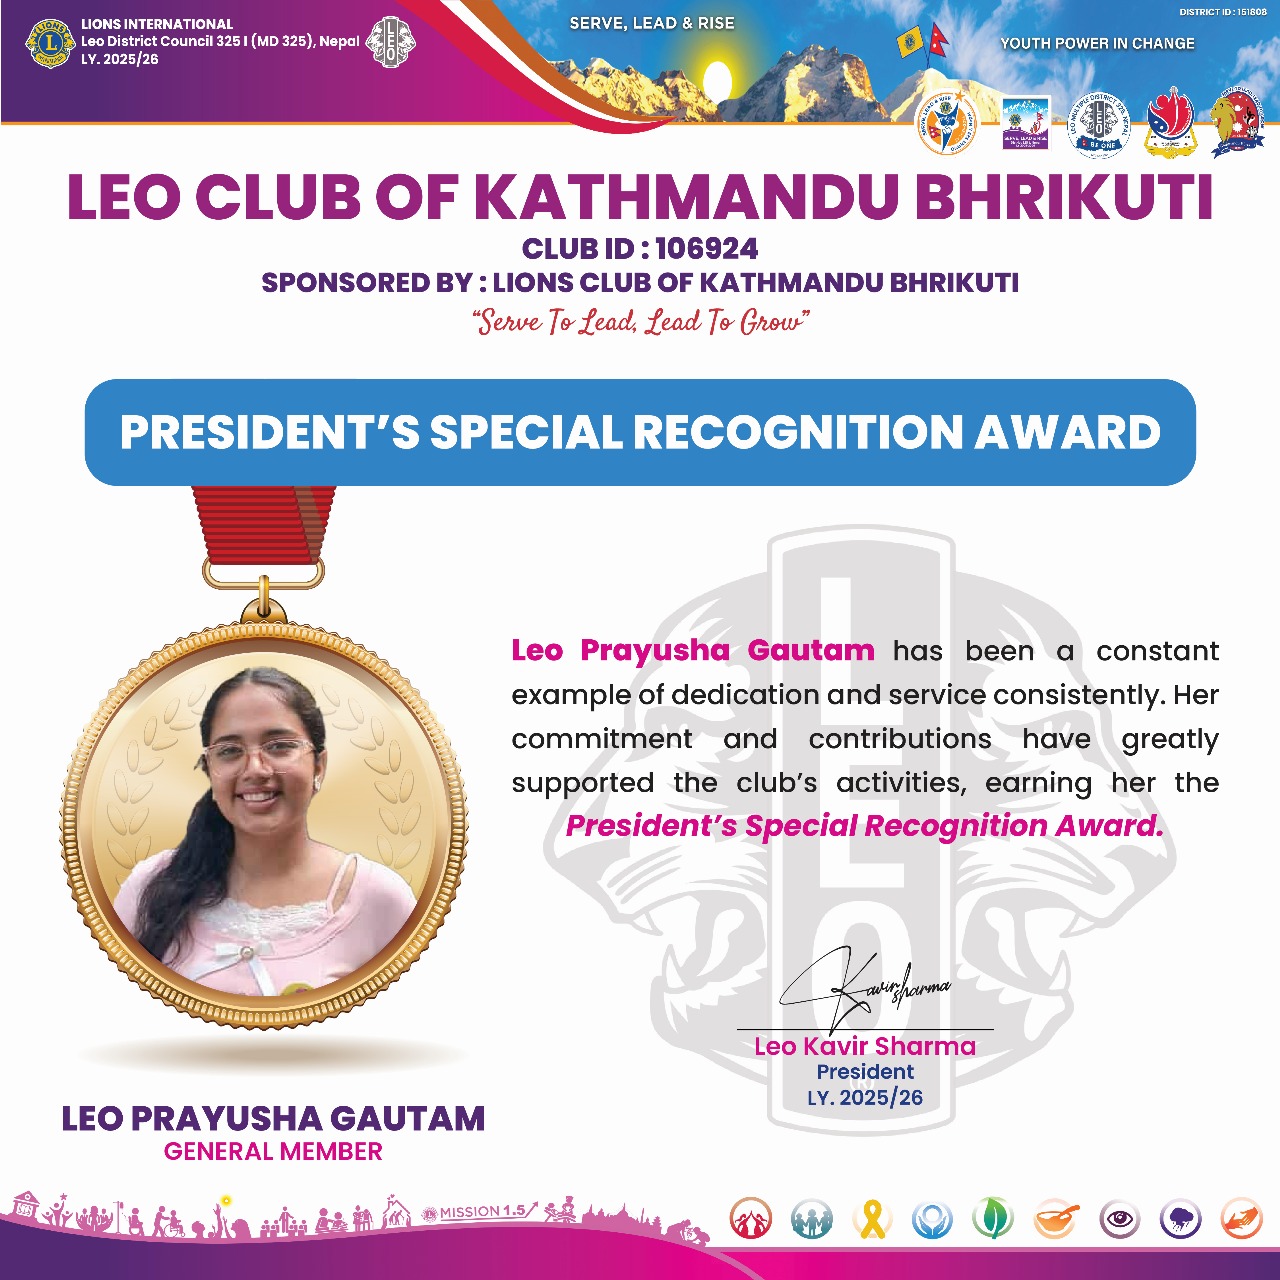 LIONS INTERNATIONAL
Leo District Council 325 I (MD 325), Nepal
LY. 2025/26
LEO
SERVE, LEAD & RISE
DISTRICT ID : 151808
YOUTH POWER IN CHANGE
LEO CLUB OF KATHMANDU BHRIKUTI
CLUB ID : 106924
SPONSORED BY : LIONS CLUB OF KATHMANDU BHRIKUTI
“Serve To Lead, Lead To Grow”
PRESIDENT’S SPECIAL RECOGNITION AWARD
Leo Prayusha Gautam has been a constant
example of dedication and service consistently. Her
commitment and contributions have greatly
supported the club’s activities, earning her the
President’s Special Recognition Award.
LEO
Kavir sharma
Leo Kavir Sharma
President
LY. 2025/26
LEO PRAYUSHA GAUTAM
GENERAL MEMBER
MISSION 1.5